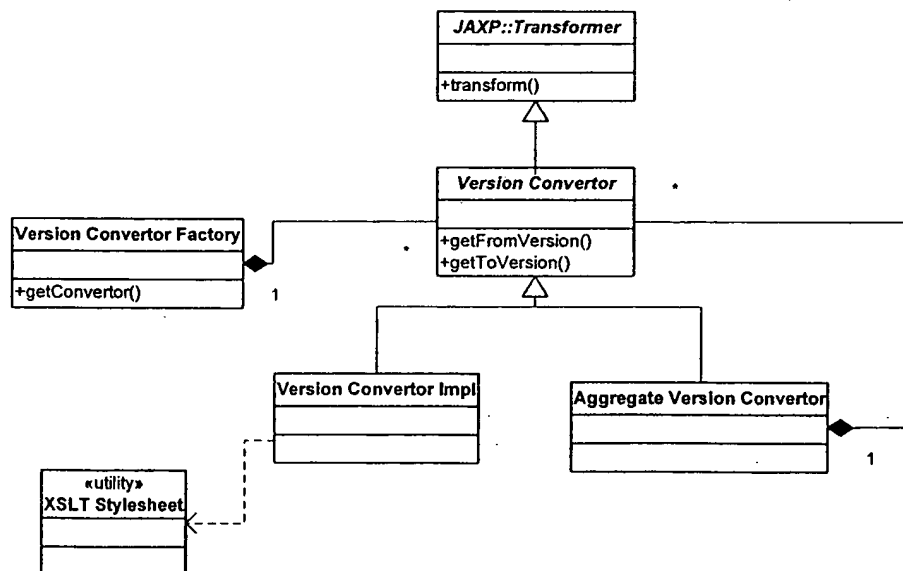 JAXP::Transformer
+transform()
Version Convertor
*
+getFromVersion()
+getToVersion()
Version Convertor Factory
*
+getConvertor()
1
Version Convertor Impl
Aggregate Version Convertor
1
«utility»
XSLT Stylesheet